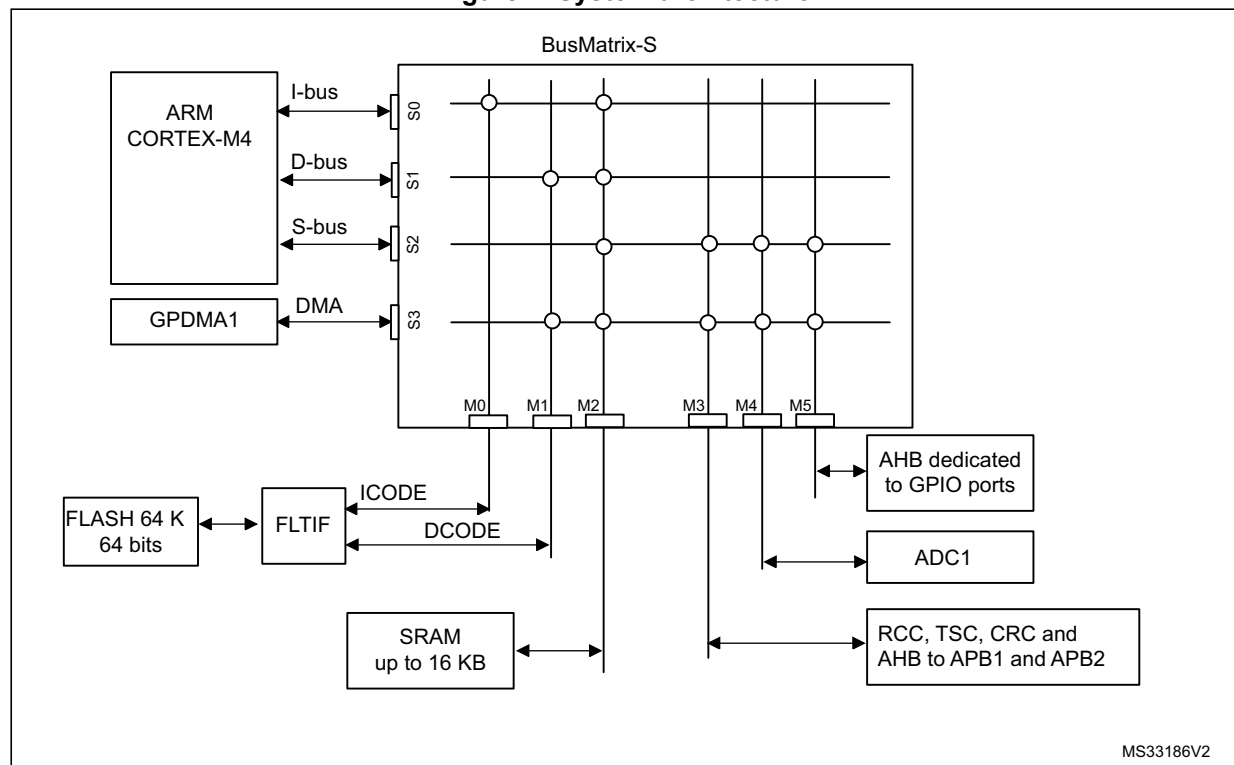 BusMatrix-S
ARM
CORTEX-M4
I-bus
S0
D-bus
S1
S-bus
S2
GPDMA1
DMA
S3
M0
M1
M2
M3
M4
M5
AHB dedicated
to GPIO ports
ICODE
FLASH 64 K
64 bits
FLTIF
DCODE
ADC1
SRAM
up to 16 KB
RCC, TSC, CRC and
AHB to APB1 and APB2
MS33186V2